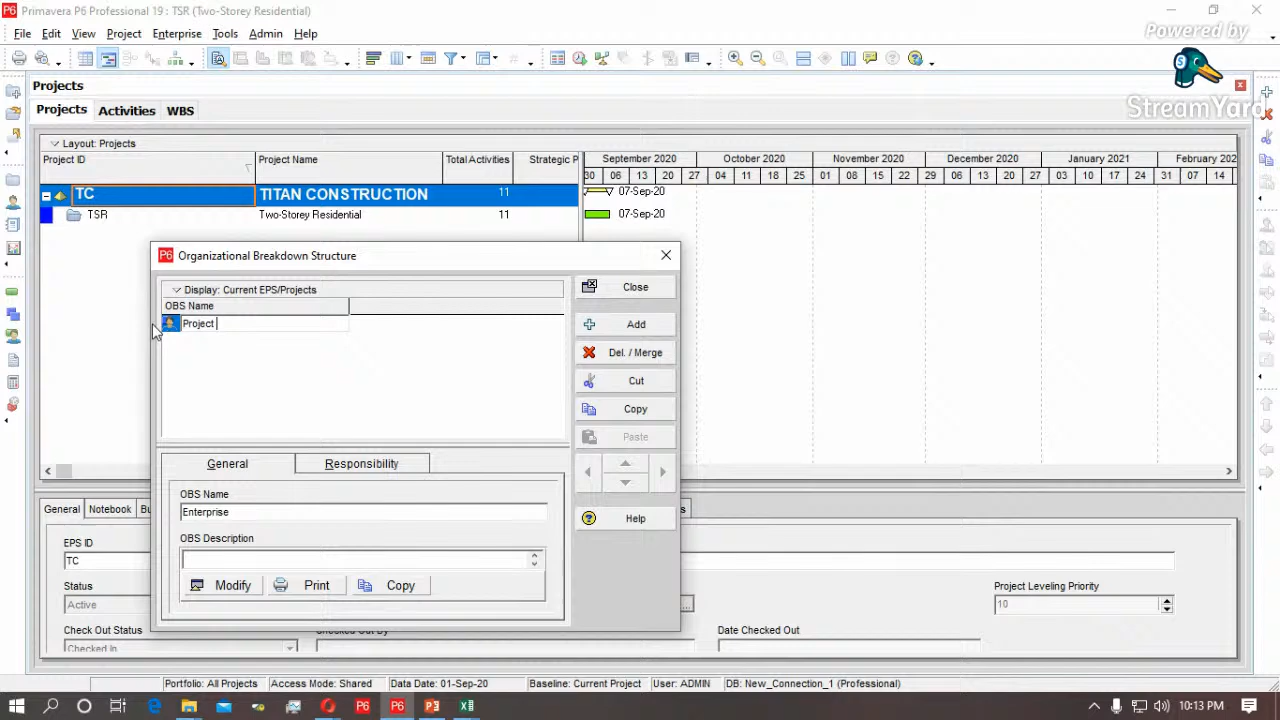 Primavera P6 Professional 19 : TSR (Two-Storey Residential)
File Edit View Project Enterprise Tools Admin Help
Powered by
StreamYard
Projects
Projects Activities WBS
Layout: Projects
Project ID Project Name Total Activities Strategic P
September 2020 October 2020 November 2020 December 2020 January 2021 February 202
30 06 13 20 27 04 11 18 25 01 08 15 22 29 06 13 20 27 03 10 17 24 31 07 14
TC TITAN CONSTRUCTION 11 07-Sep-20
TSR Two-Storey Residential 11 07-Sep-20
P6 Organizational Breakdown Structure
Display: Current EPS/Projects
OBS Name
Project
Close
Add
Del. / Merge
Cut
Copy
Paste
Help
General Responsibility
OBS Name
Enterprise
OBS Description
Modify Print Copy
General Notebook Bu s
EPS ID
TC
Status
Active
Project Leveling Priority
10
Check Out Status Checked Out By Date Checked Out
Checked In
Portfolio: All Projects Access Mode: Shared Data Date: 01-Sep-20 Baseline: Current Project User: ADMIN DB: New_Connection_1 (Professional)
10:13 PM